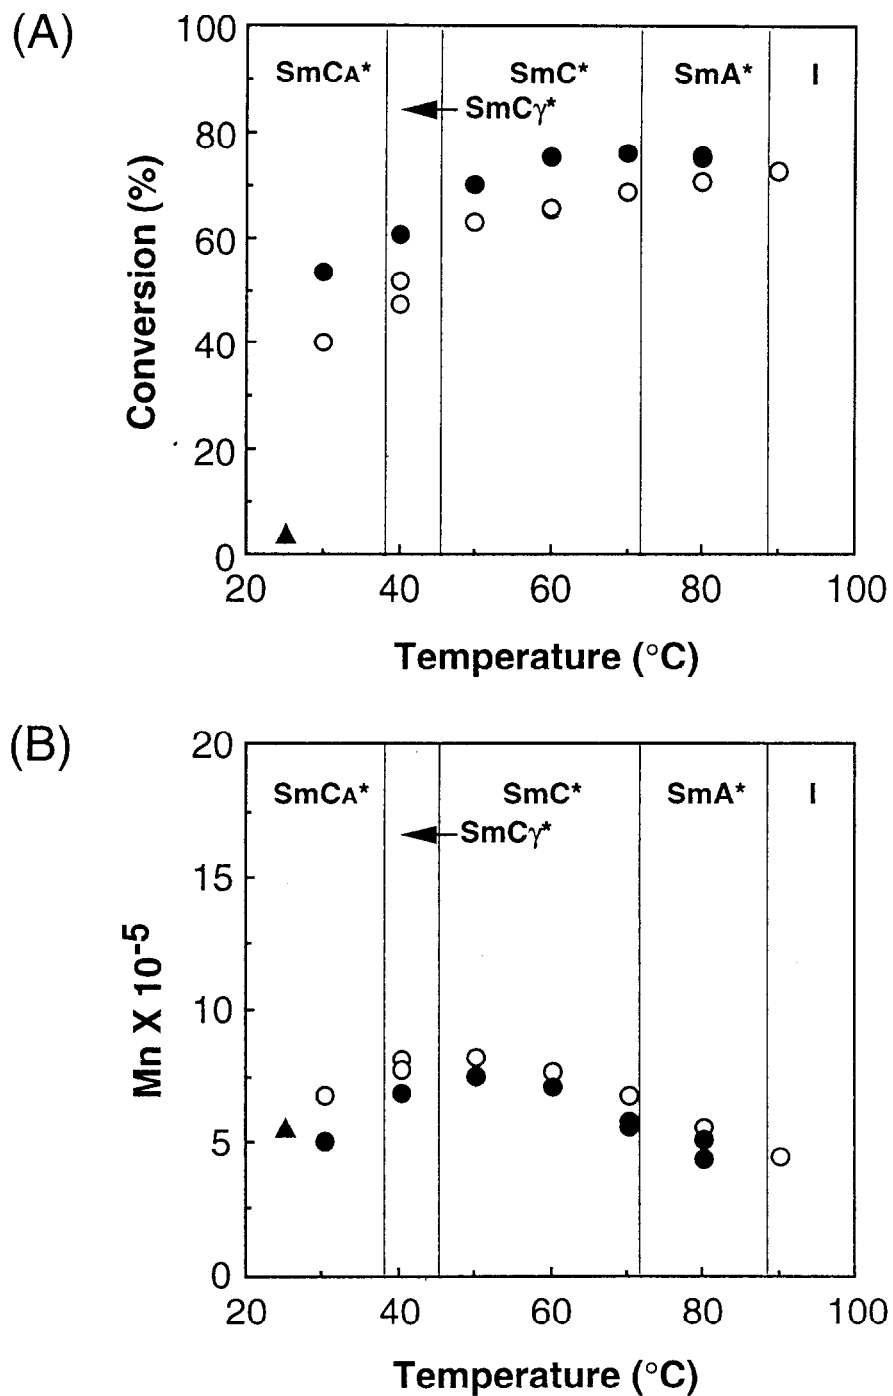 (A)
100
80
60
40
20
0
Conversion (%)
SmCA* SmC* SmA* I
SmCγ*
20 40 60 80 100
Temperature (°C)
(B)
20
15
10
5
0
Mn X 10-5
SmCA* SmC* SmA* I
SmCγ*
20 40 60 80 100
Temperature (°C)